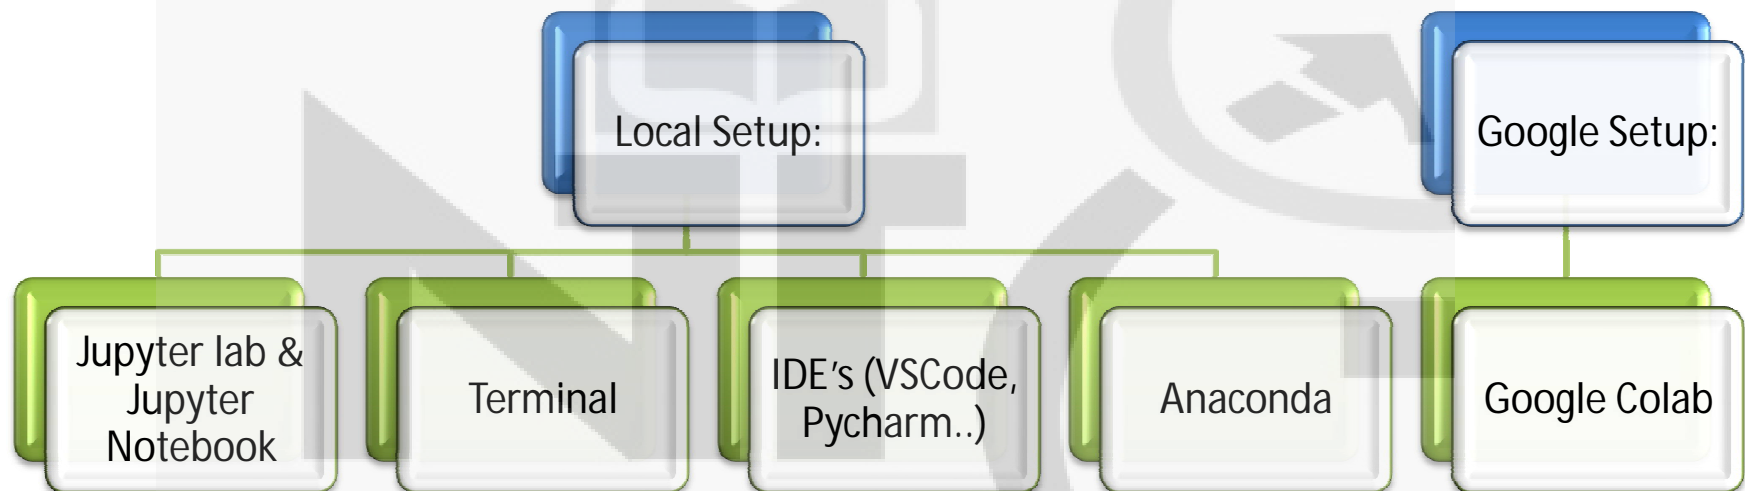 Local Setup:
Google Setup:
Jupyter lab &
Jupyter
Notebook
Terminal
IDE's (VSCode,
Pycharm..)
Anaconda
Google Colab